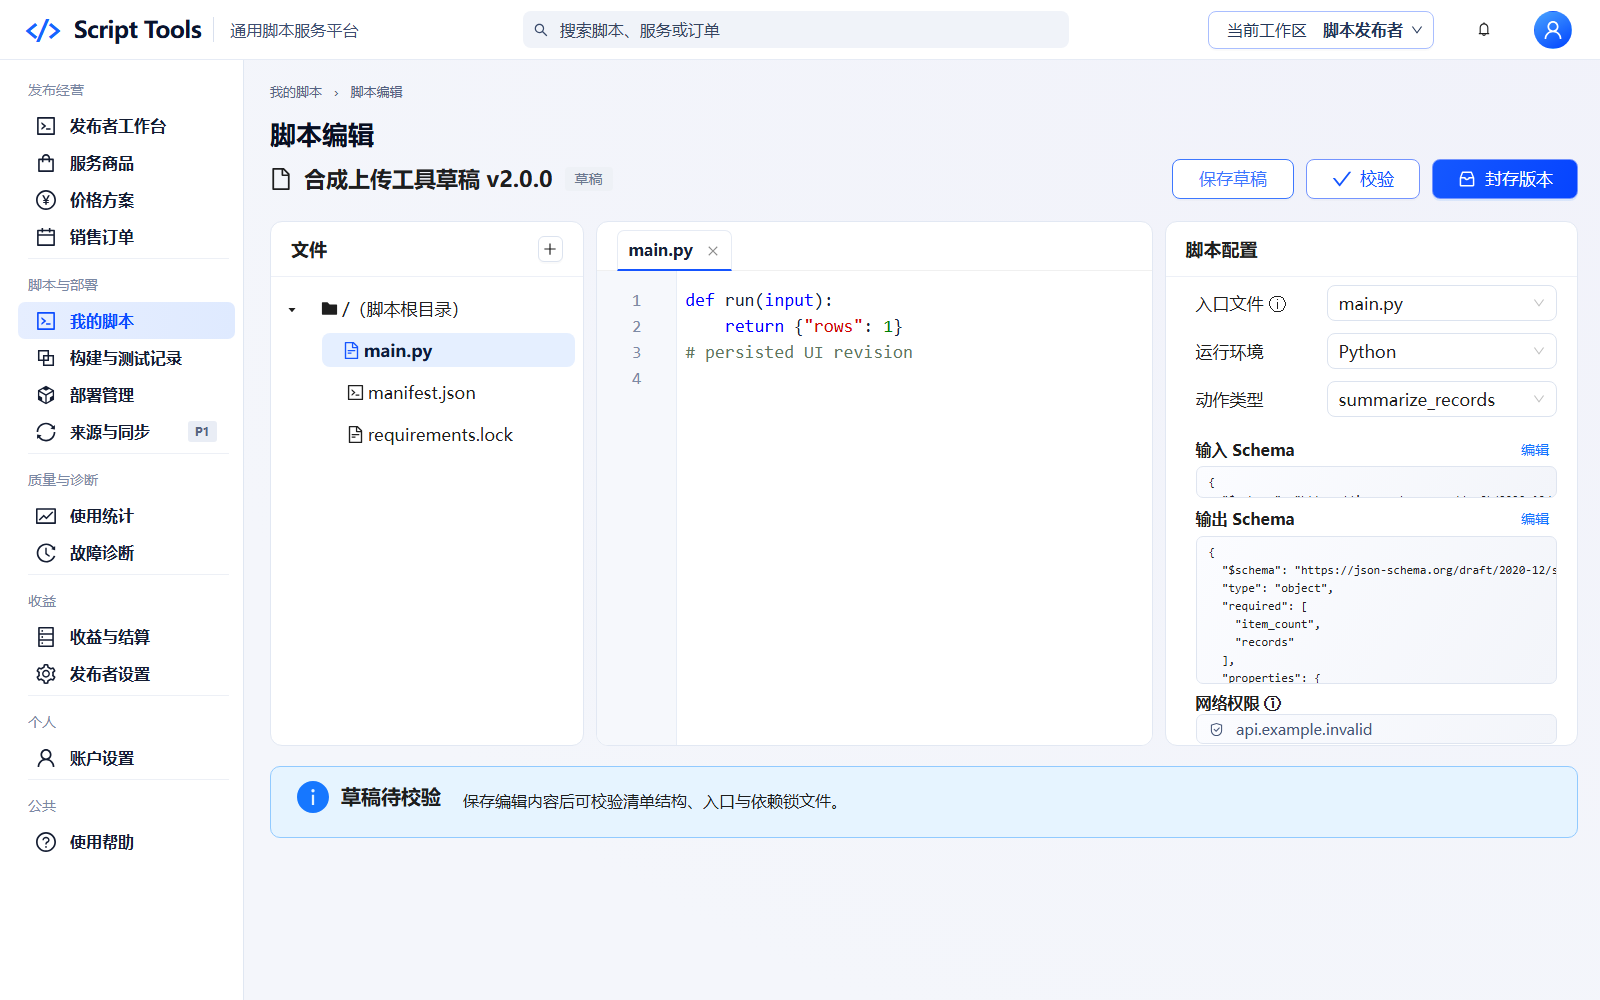 Script Tools
通用脚本服务平台
搜索脚本、服务或订单
当前工作区 脚本发布者
发布经营
发布者工作台
服务商品
价格方案
销售订单
脚本与部署
我的脚本
构建与测试记录
部署管理
来源与同步 P1
质量与诊断
使用统计
故障诊断
收益
收益与结算
发布者设置
个人
账户设置
公共
使用帮助
我的脚本 › 脚本编辑
脚本编辑
合成上传工具草稿 v2.0.0 草稿
保存草稿
校验
封存版本
文件
/（脚本根目录）
main.py
manifest.json
requirements.lock
main.py
1 def run(input):
2 return {"rows": 1}
3 # persisted UI revision
4
脚本配置
入口文件 main.py
运行环境 Python
动作类型 summarize_records
输入 Schema 编辑
{
输出 Schema 编辑
{
"$schema": "https://json-schema.org/draft/2020-12/s
"type": "object",
"required": [
"item_count",
"records"
],
"properties": {
网络权限
api.example.invalid
草稿待校验 保存编辑内容后可校验清单结构、入口与依赖锁文件。